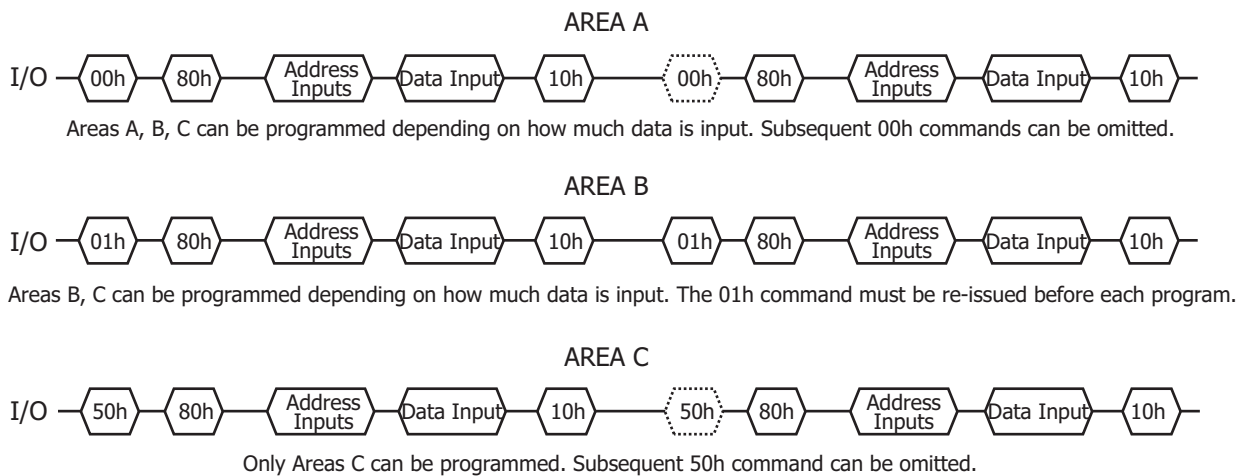 AREA A
I/O 00h 80h Address Inputs Data Input 10h 00h 80h Address Inputs Data Input 10h
Areas A, B, C can be programmed depending on how much data is input. Subsequent 00h commands can be omitted.
AREA B
I/O 01h 80h Address Inputs Data Input 10h 01h 80h Address Inputs Data Input 10h
Areas B, C can be programmed depending on how much data is input. The 01h command must be re-issued before each program.
AREA C
I/O 50h 80h Address Inputs Data Input 10h 50h 80h Address Inputs Data Input 10h
Only Areas C can be programmed. Subsequent 50h command can be omitted.